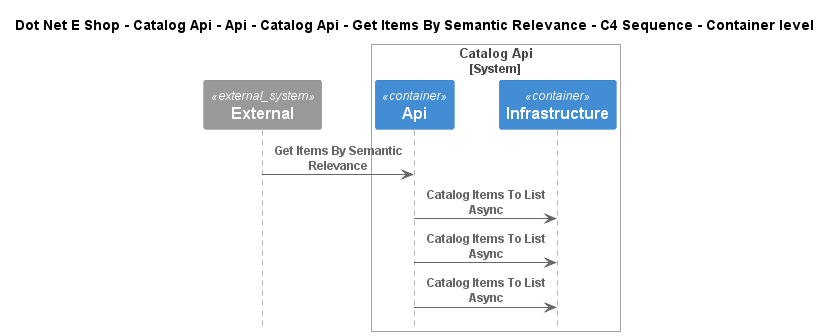 Dot Net E Shop - Catalog Api - Api - Catalog Api - Get Items By Semantic Relevance - C4 Sequence - Container level
Catalog Api
[System]
«external_system»
External
«container»
Api
«container»
Infrastructure
Get Items By Semantic
Relevance
Catalog Items To List
Async
Catalog Items To List
Async
Catalog Items To List
Async